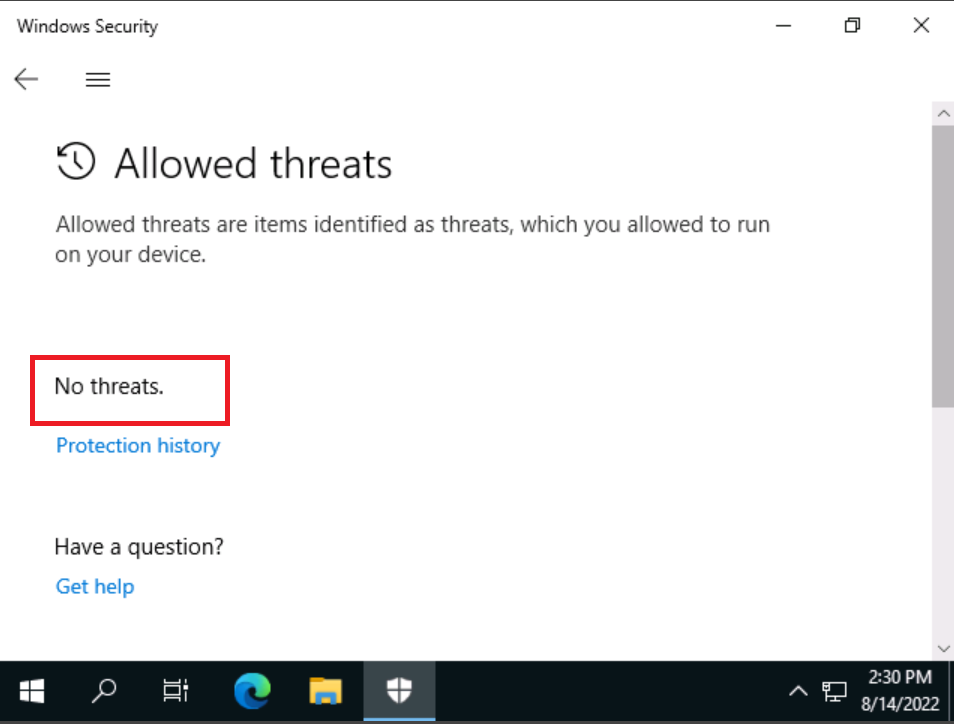 Windows Security
Allowed threats
Allowed threats are items identified as threats, which you allowed to run
on your device.
No threats.
Protection history
Have a question?
Get help
2:30 PM
8/14/2022